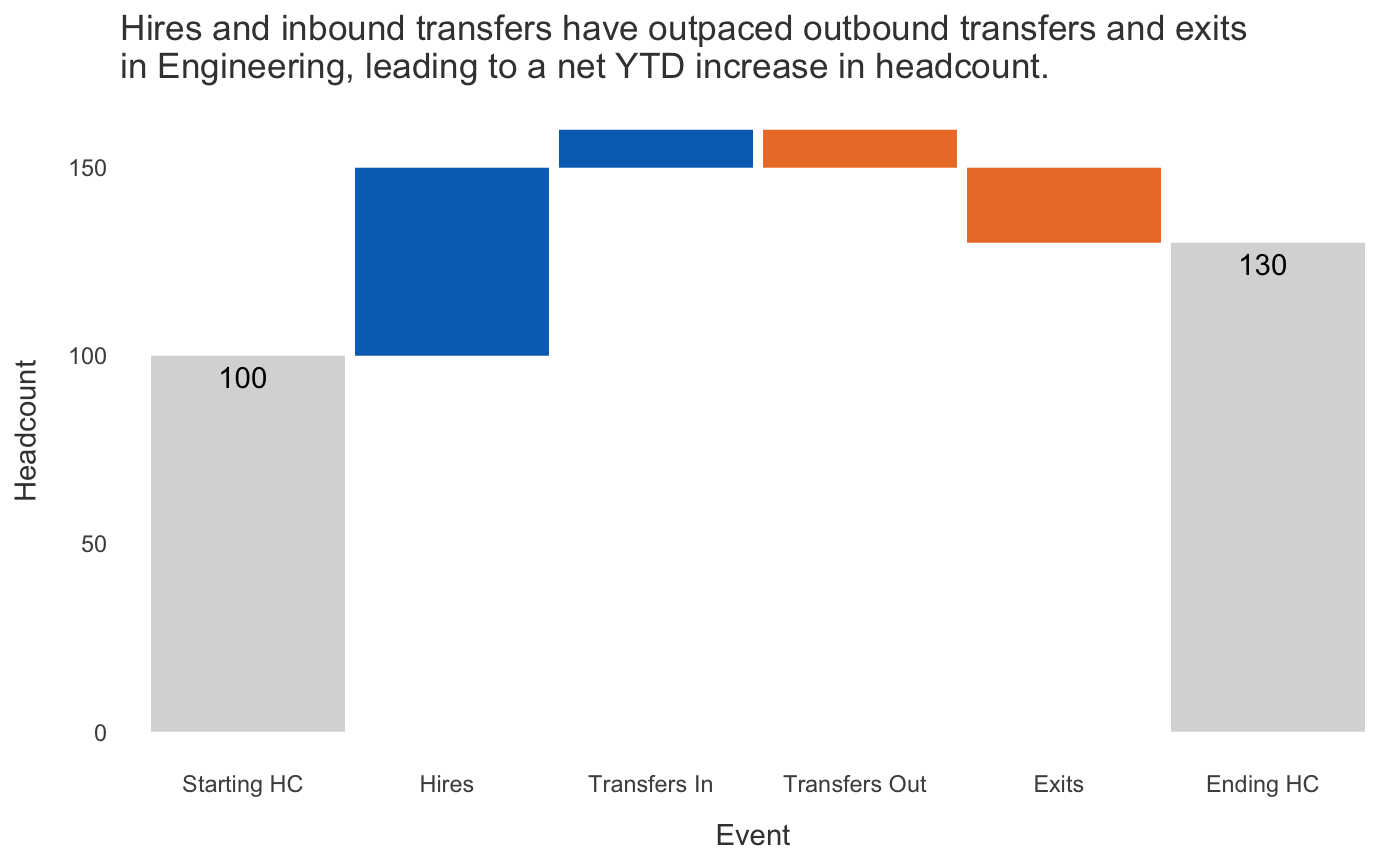 Hires and inbound transfers have outpaced outbound transfers and exits
in Engineering, leading to a net YTD increase in headcount.
150
100
50
0
Headcount
100
130
Starting HC
Hires
Transfers In
Transfers Out
Exits
Ending HC
Event